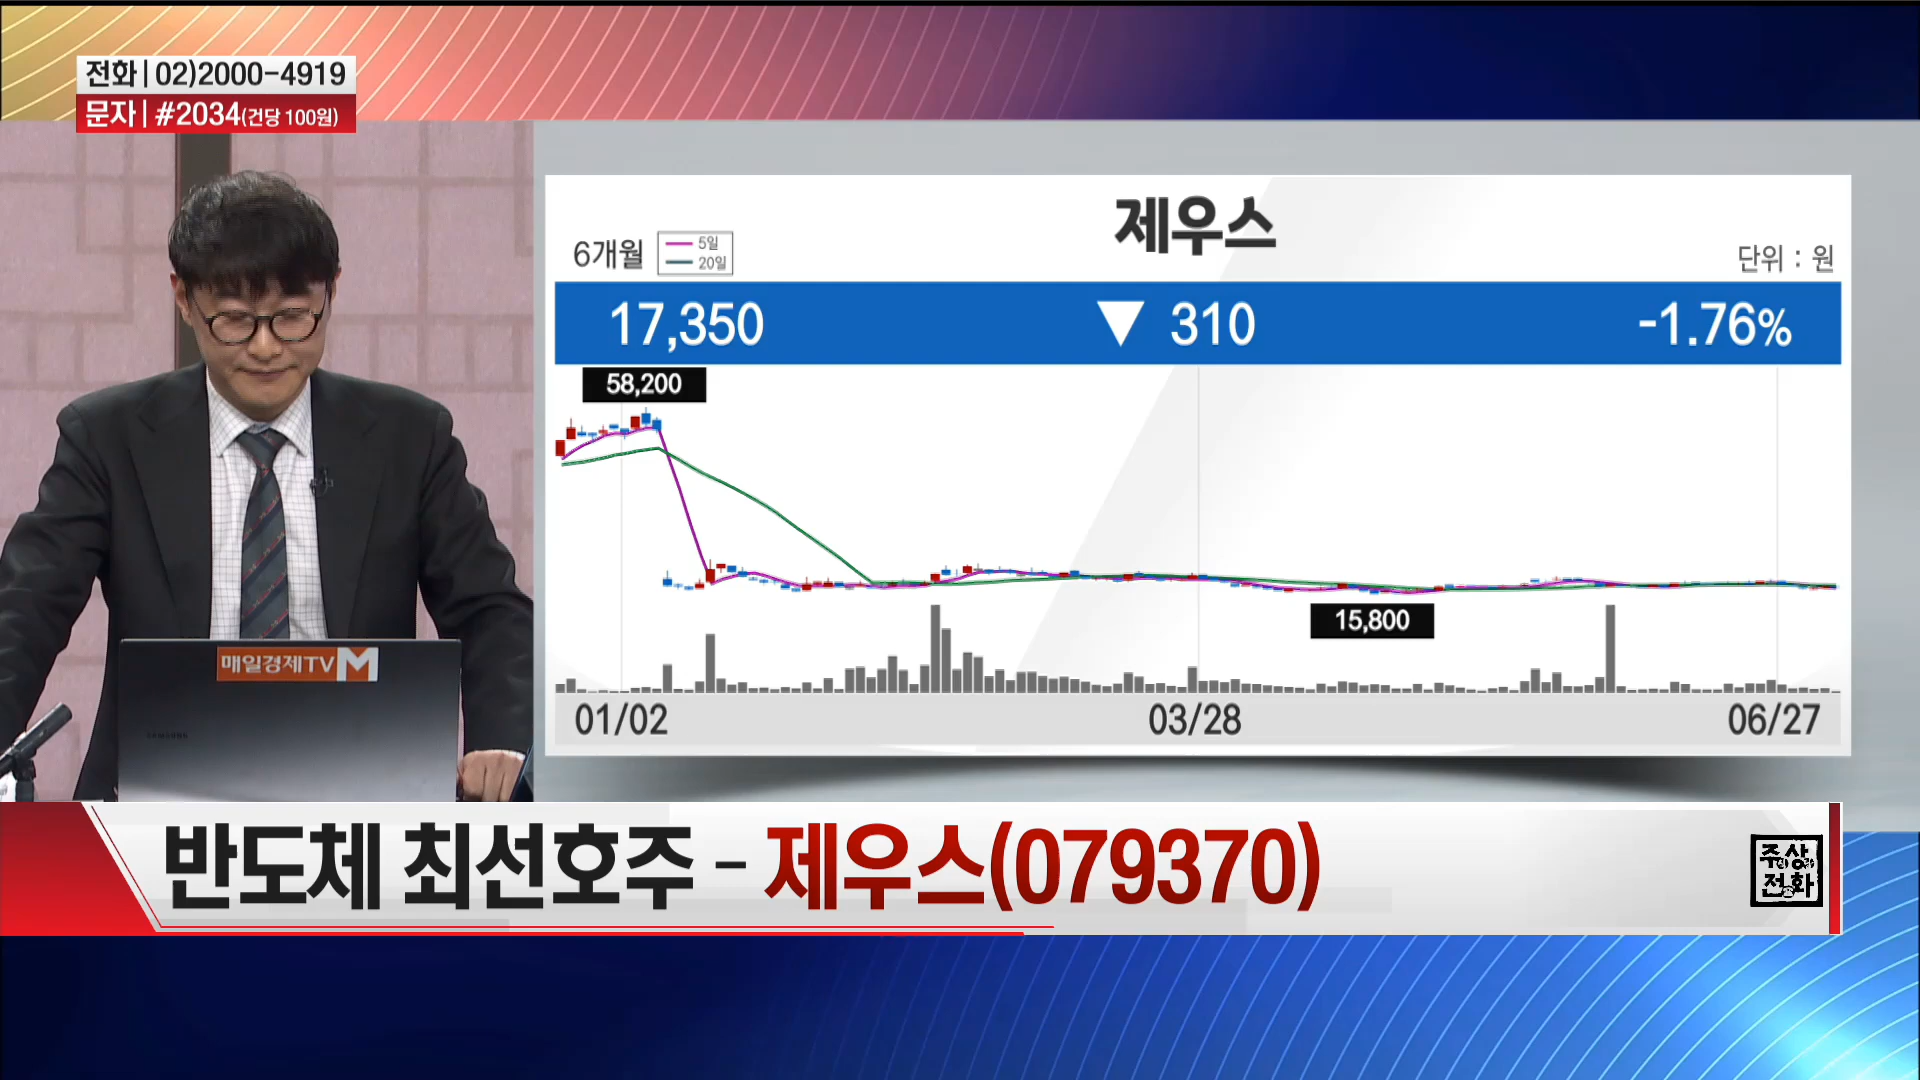 전화 | 02)2000-4919
문자 | #2034(건당 100원)
제우스
6개월
5일
20일
단위 : 원
17,350 ▼ 310 -1.76%
58,200
15,800
01/02 03/28 06/27
매일경제TV M
SAMSUNG
반도체 최선호주 - 제우스(079370)
주상
전화